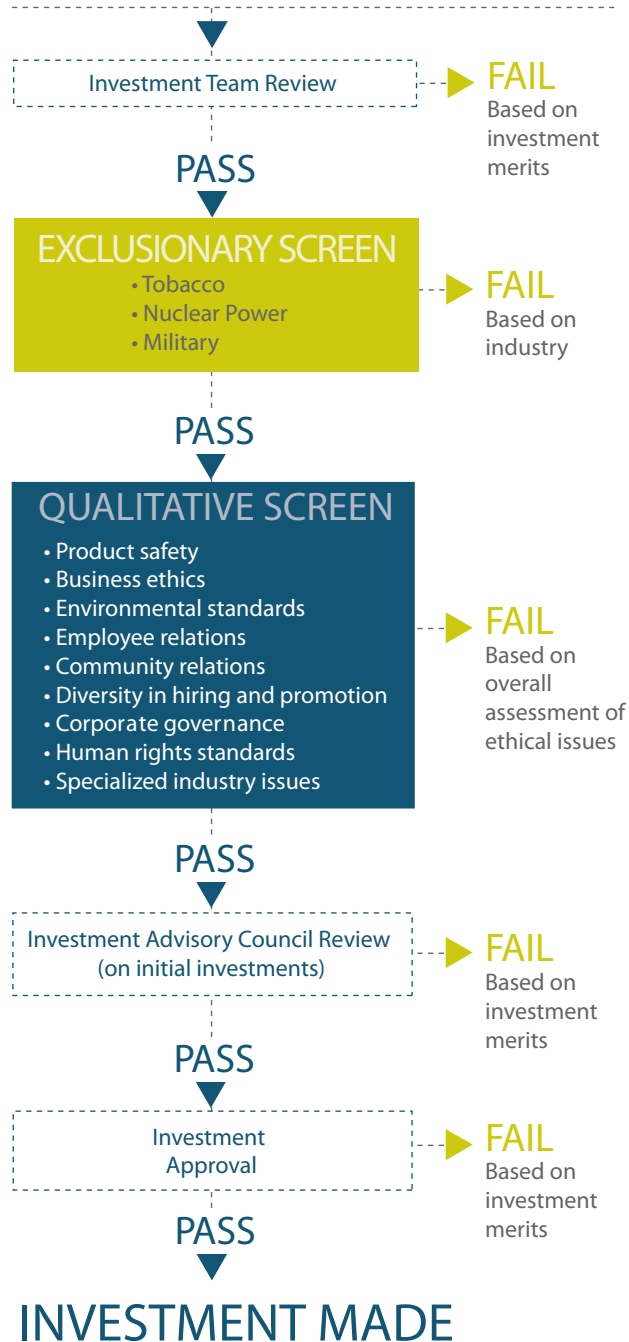 Investment Team Review
FAIL
Based on
investment
merits
PASS
EXCLUSIONARY SCREEN
• Tobacco
• Nuclear Power
• Military
FAIL
Based on
industry
PASS
QUALITATIVE SCREEN
• Product safety
• Business ethics
• Environmental standards
• Employee relations
• Community relations
• Diversity in hiring and promotion
• Corporate governance
• Human rights standards
• Specialized industry issues
FAIL
Based on
overall
assessment of
ethical issues
PASS
Investment Advisory Council Review
(on initial investments)
FAIL
Based on
investment
merits
PASS
Investment
Approval
FAIL
Based on
investment
merits
PASS
INVESTMENT MADE